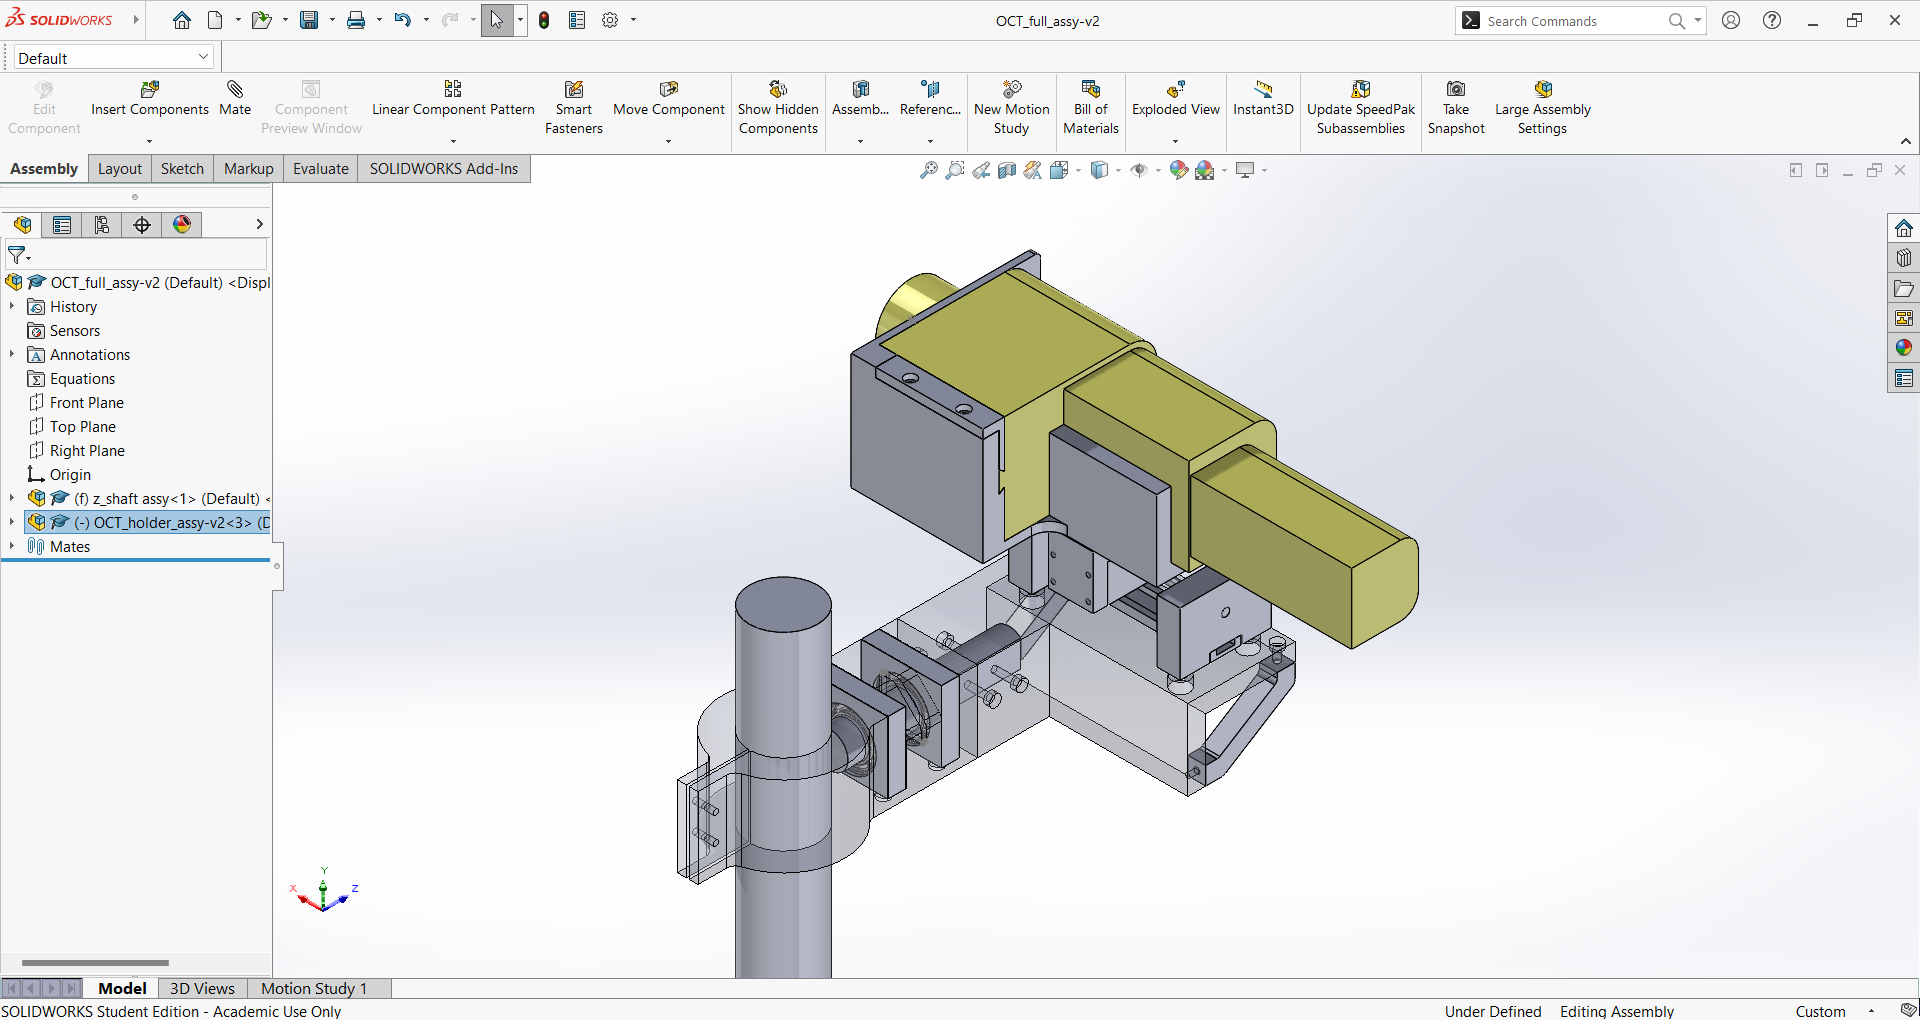 SOLIDWORKS
OCT_full_assy-v2
Search Commands
Default
Edit Component
Insert Components
Mate
Component Preview Window
Linear Component Pattern
Smart Fasteners
Move Component
Show Hidden Components
Assemb...
Referenc...
New Motion Study
Bill of Materials
Exploded View
Instant3D
Update SpeedPak Subassemblies
Take Snapshot
Large Assembly Settings
Assembly
Layout
Sketch
Markup
Evaluate
SOLIDWORKS Add-Ins
OCT_full_assy-v2 (Default) <Displ
History
Sensors
Annotations
Equations
Front Plane
Top Plane
Right Plane
Origin
(f) z_shaft assy<1> (Default) <
(-) OCT_holder_assy-v2<3> (D
Mates
Y
X
Z
Model
3D Views
Motion Study 1
SOLIDWORKS Student Edition - Academic Use Only
Under Defined
Editing Assembly
Custom